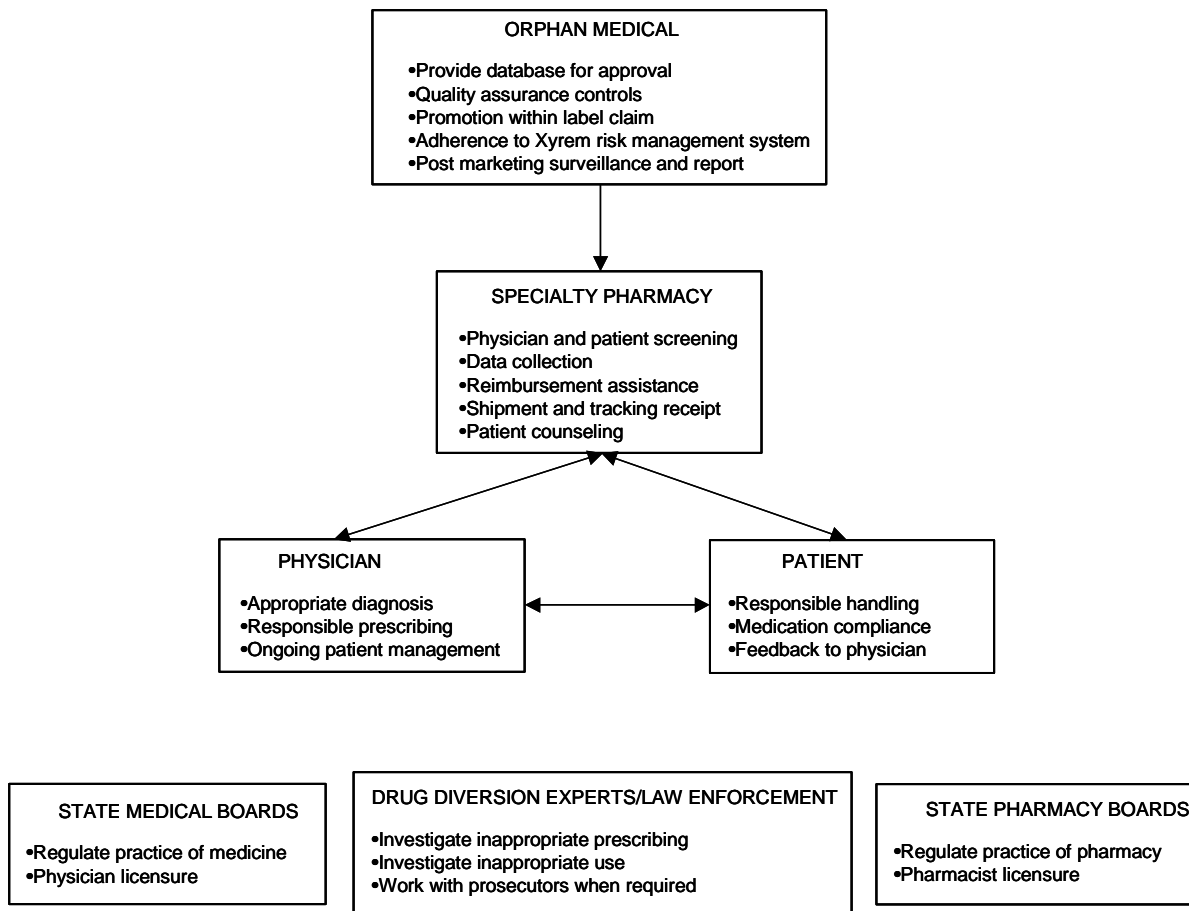 ORPHAN MEDICAL
•Provide database for approval
•Quality assurance controls
•Promotion within label claim
•Adherence to Xyrem risk management system
•Post marketing surveillance and report
SPECIALTY PHARMACY
•Physician and patient screening
•Data collection
•Reimbursement assistance
•Shipment and tracking receipt
•Patient counseling
PHYSICIAN
•Appropriate diagnosis
•Responsible prescribing
•Ongoing patient management
PATIENT
•Responsible handling
•Medication compliance
•Feedback to physician
STATE MEDICAL BOARDS
•Regulate practice of medicine
•Physician licensure
DRUG DIVERSION EXPERTS/LAW ENFORCEMENT
•Investigate inappropriate prescribing
•Investigate inappropriate use
•Work with prosecutors when required
STATE PHARMACY BOARDS
•Regulate practice of pharmacy
•Pharmacist licensure